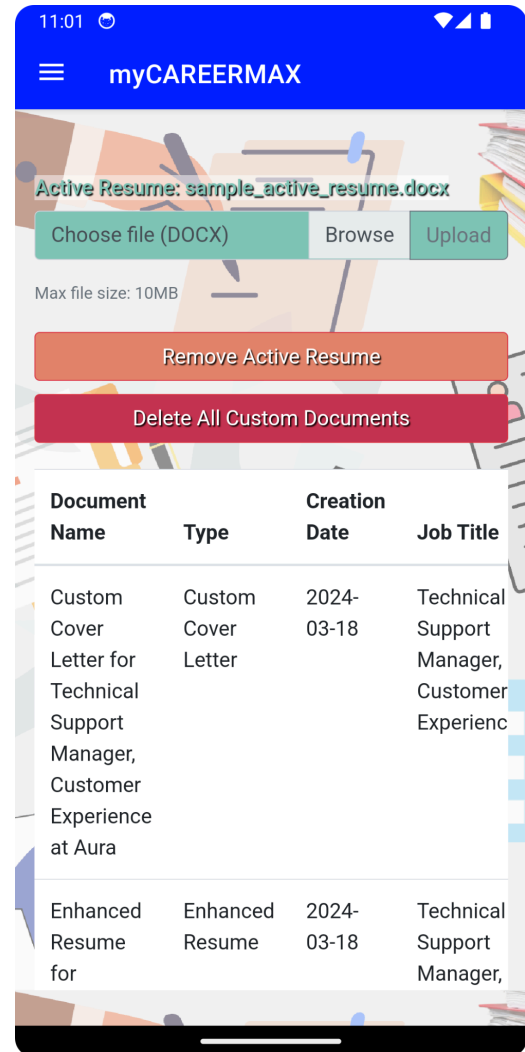 11:01
myCAREERMAX
Active Resume: sample_active_resume.docx
Choose file (DOCX) Browse Upload
Max file size: 10MB
Remove Active Resume
Delete All Custom Documents
Document Creation
Name Type Date Job Title
Custom Custom 2024- Technical
Cover Cover 03-18 Support
Letter for Letter Manager,
Technical Customer
Support Experienc
Manager,
Customer
Experience
at Aura
Enhanced Enhanced 2024- Technical
Resume Resume 03-18 Support
for Manager,